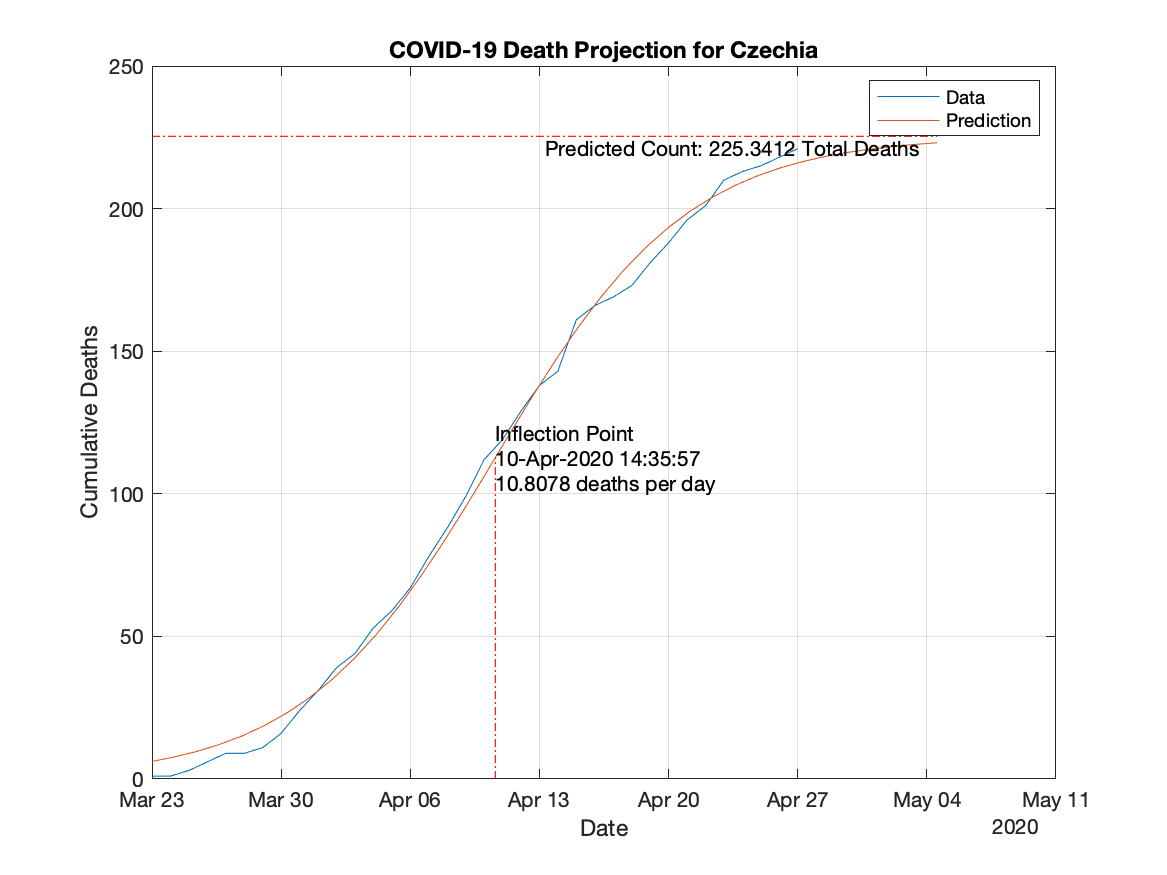 COVID-19 Death Projection for Czechia
250
200
150
100
50
0
Cumulative Deaths
Data
Prediction
Predicted Count: 225.3412 Total Deaths
Inflection Point
10-Apr-2020 14:35:57
10.8078 deaths per day
Mar 23 Mar 30 Apr 06 Apr 13 Apr 20 Apr 27 May 04 May 11
Date
2020